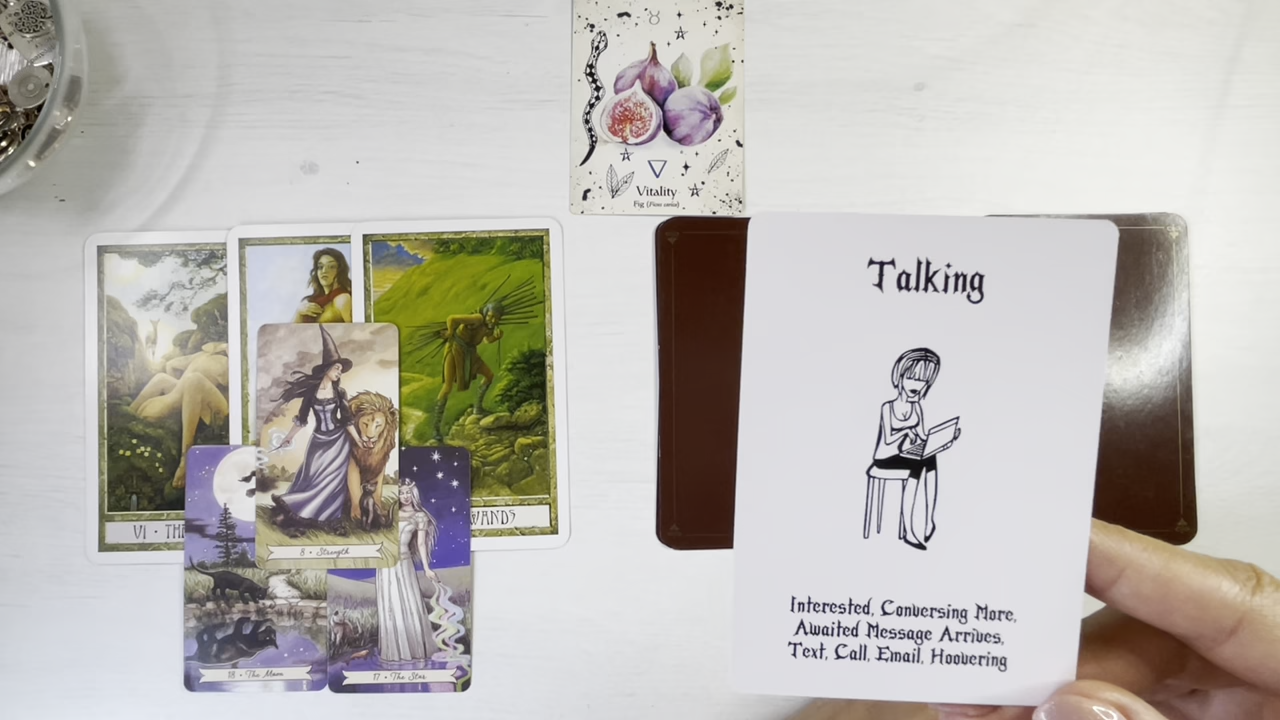 Vitality
Fig (Ficus carica)
Talking
Interested, Conversing More,
Awaited Message Arrives,
Text, Call, Email, Hoovering
VI • TH
WANDS
8 • Strength
18 • The Moon
17 • The Star